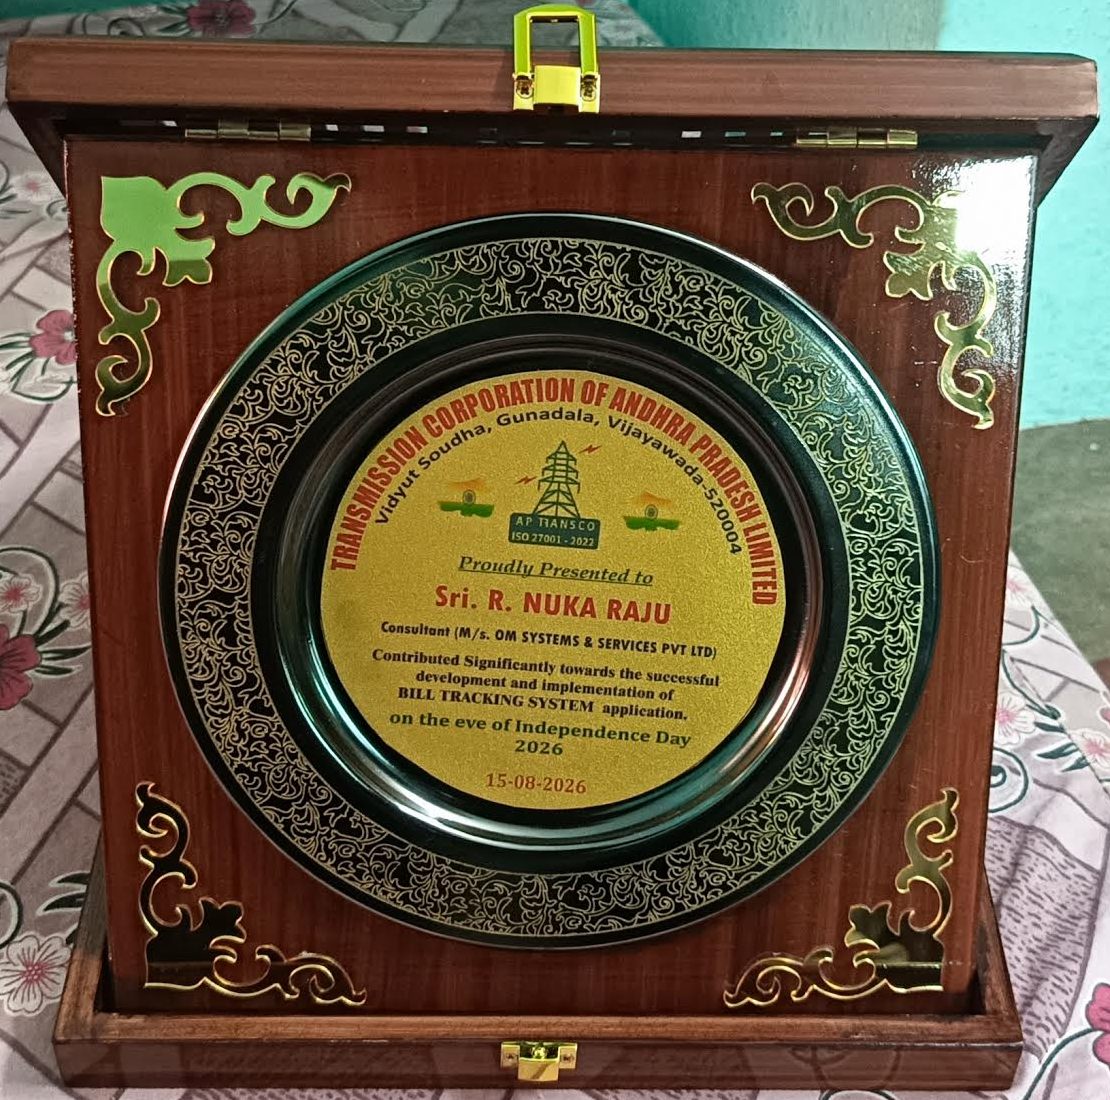 TRANSMISSION CORPORATION OF ANDHRA PRADESH LIMITED
Vidyut Soudha, Gunadala, Vijayawada-520004
AP TRANSCO
ISO 27001 - 2022
Proudly Presented to
Sri. R. NUKA RAJU
Consultant (M/s. OM SYSTEMS & SERVICES PVT LTD)
Contributed Significantly towards the successful
development and implementation of
BILL TRACKING SYSTEM application,
on the eve of Independence Day
2026
15-08-2026